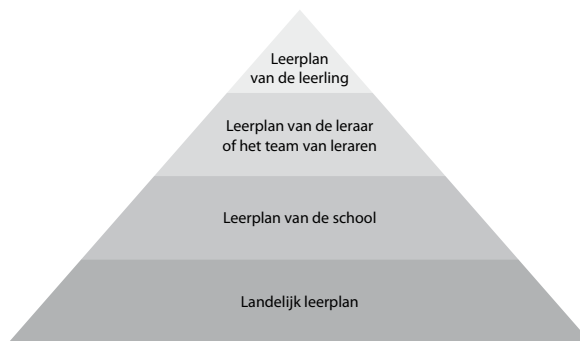 Leerplan
van de leerling
Leerplan van de leraar
of het team van leraren
Leerplan van de school
Landelijk leerplan